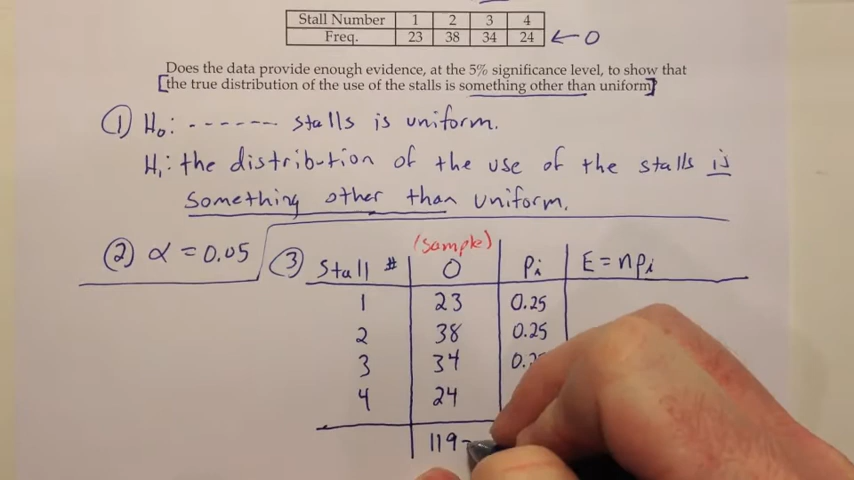 Stall Number 1 2 3 4
Freq. 23 38 34 24 ← O
Does the data provide enough evidence, at the 5% significance level, to show that
[the true distribution of the use of the stalls is something other than uniform]?
① H₀: ------- stalls is uniform.
H₁: the distribution of the use of the stalls is
something other than uniform.
② α = 0.05
③ Stall # (sample) O Pi E = npi
1 23 0.25
2 38 0.25
3 34
4 24
119